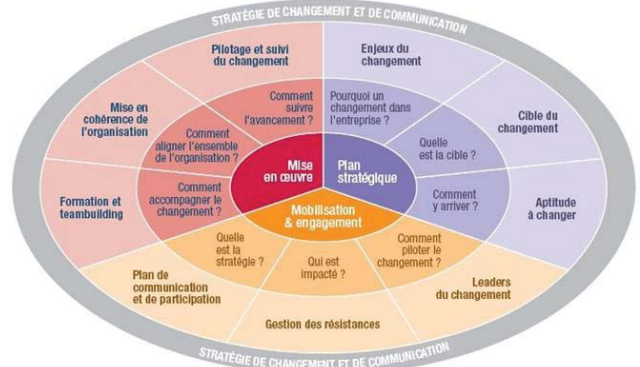 STRATÉGIE DE CHANGEMENT ET DE COMMUNICATION
Pilotage et suivi
du changement
Enjeux du
changement
Mise en
cohérence de
l'organisation
Comment
suivre
l'avancement ?
Pourquoi un
changement dans
l'entreprise ?
Cible du
changement
Comment
aligner l'ensemble
de l'organisation ?
Quelle
est la cible ?
Mise
en œuvre
Plan
stratégique
Formation et
teambuilding
Comment
accompagner le
changement ?
Comment
y arriver ?
Aptitude
à changer
Mobilisation
& engagement
Quelle
est la
stratégie ?
Qui est
impacté ?
Comment
piloter le
changement ?
Plan de
communication
et de participation
Leaders
du changement
Gestion des résistances
STRATÉGIE DE CHANGEMENT ET DE COMMUNICATION